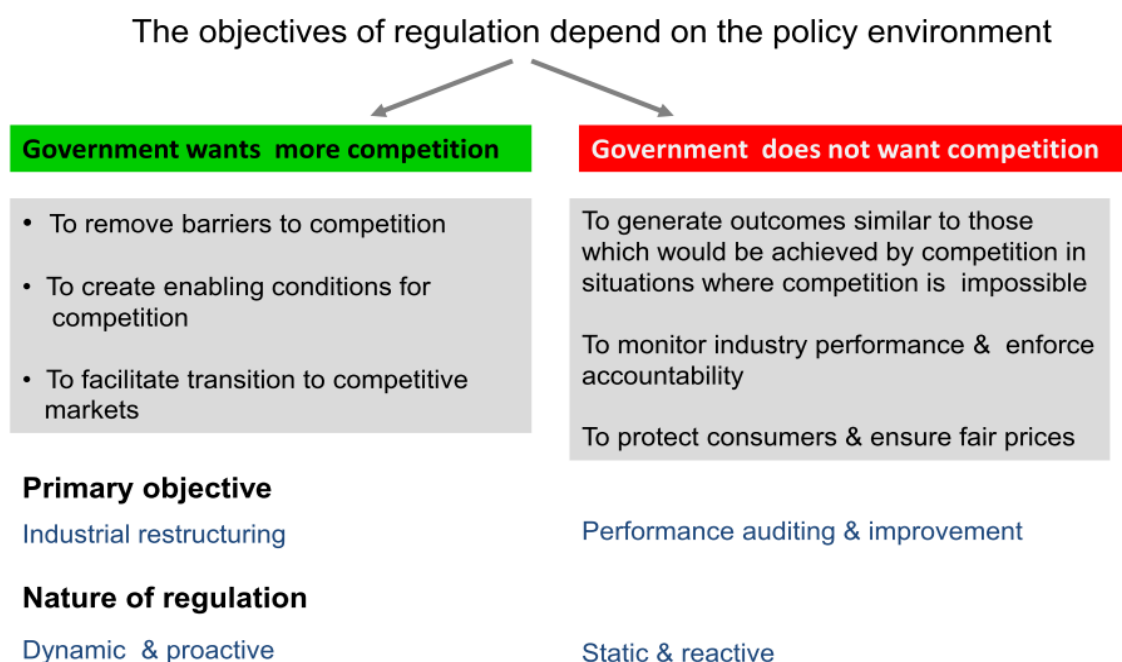 The objectives of regulation depend on the policy environment
Government wants more competition
• To remove barriers to competition
• To create enabling conditions for
competition
• To facilitate transition to competitive
markets
Government does not want competition
To generate outcomes similar to those
which would be achieved by competition in
situations where competition is impossible
To monitor industry performance & enforce
accountability
To protect consumers & ensure fair prices
Primary objective
Industrial restructuring
Performance auditing & improvement
Nature of regulation
Dynamic & proactive
Static & reactive